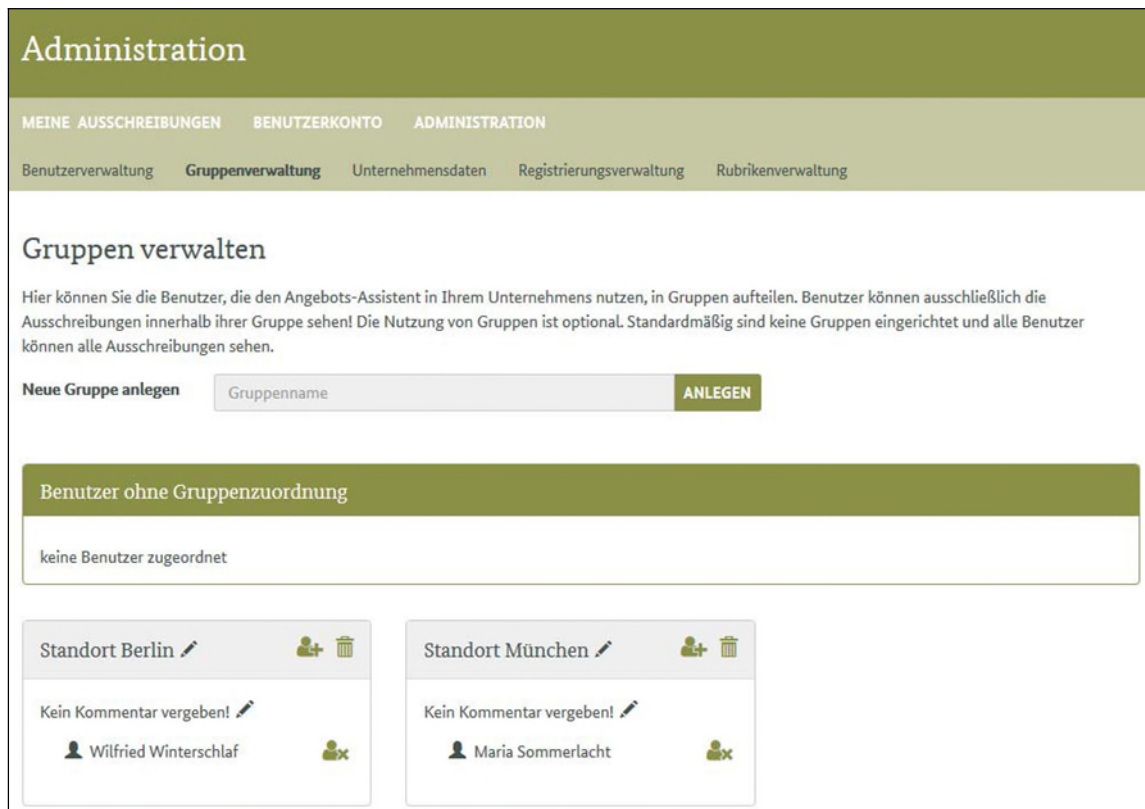 Administration
MEINE AUSSCHREIBUNGEN BENUTZERKONTO ADMINISTRATION
Benutzerverwaltung Gruppenverwaltung Unternehmensdaten Registrierungsverwaltung Rubrikenverwaltung
Gruppen verwalten
Hier können Sie die Benutzer, die den Angebots-Assistent in Ihrem Unternehmens nutzen, in Gruppen aufteilen. Benutzer können ausschließlich die
Ausschreibungen innerhalb ihrer Gruppe sehen! Die Nutzung von Gruppen ist optional. Standardmäßig sind keine Gruppen eingerichtet und alle Benutzer
können alle Ausschreibungen sehen.
Neue Gruppe anlegen Gruppenname ANLEGEN
Benutzer ohne Gruppenzuordnung
keine Benutzer zugeordnet
Standort Berlin
Kein Kommentar vergeben!
Wilfried Winterschlaf
Standort München
Kein Kommentar vergeben!
Maria Sommerlacht